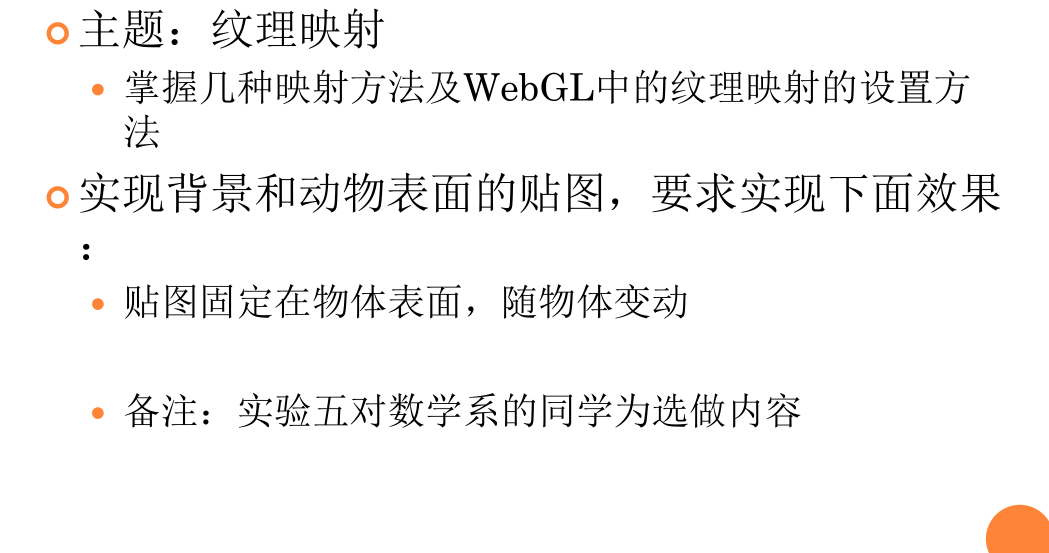 主题：纹理映射
掌握几种映射方法及WebGL中的纹理映射的设置方
法
实现背景和动物表面的贴图，要求实现下面效果
：
贴图固定在物体表面，随物体变动
备注：实验五对数学系的同学为选做内容